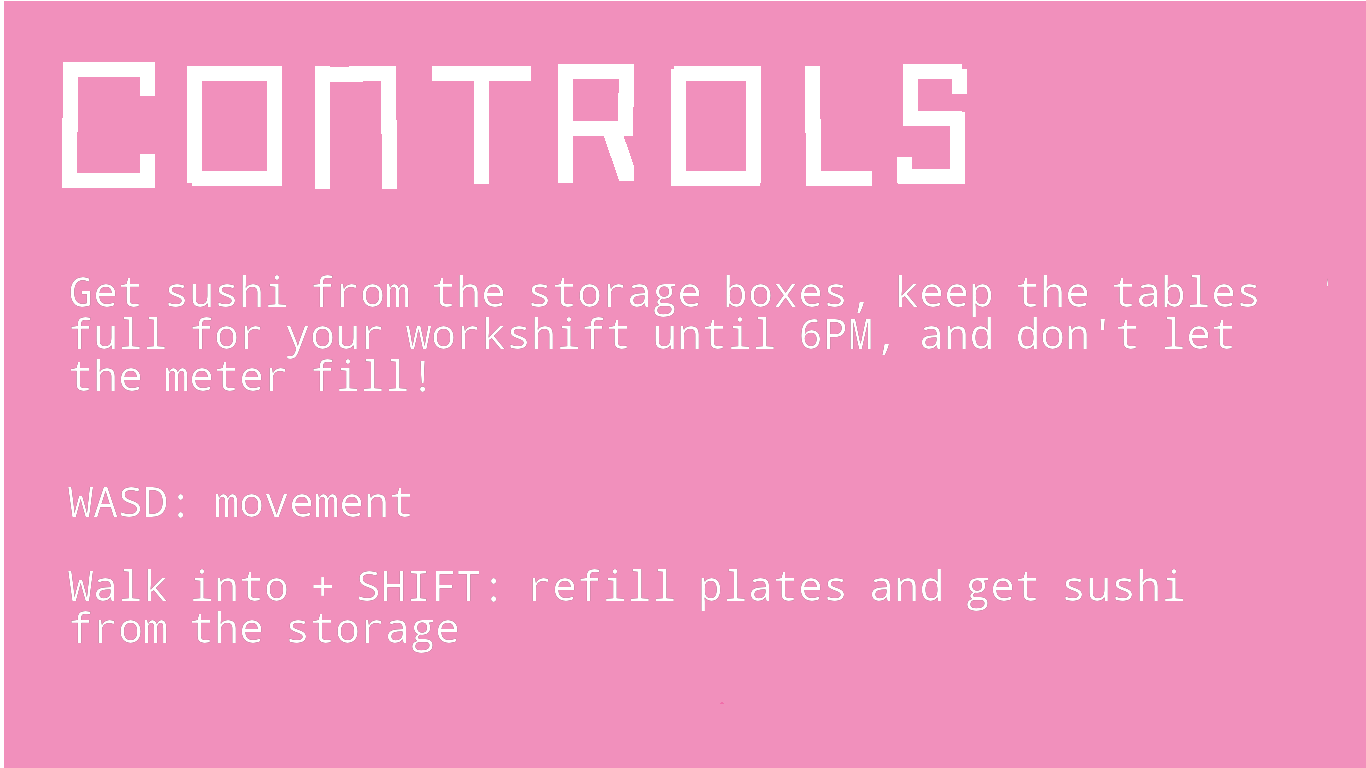 CONTROLS
Get sushi from the storage boxes, keep the tables
full for your workshift until 6PM, and don't let
the meter fill!
WASD: movement
Walk into + SHIFT: refill plates and get sushi
from the storage